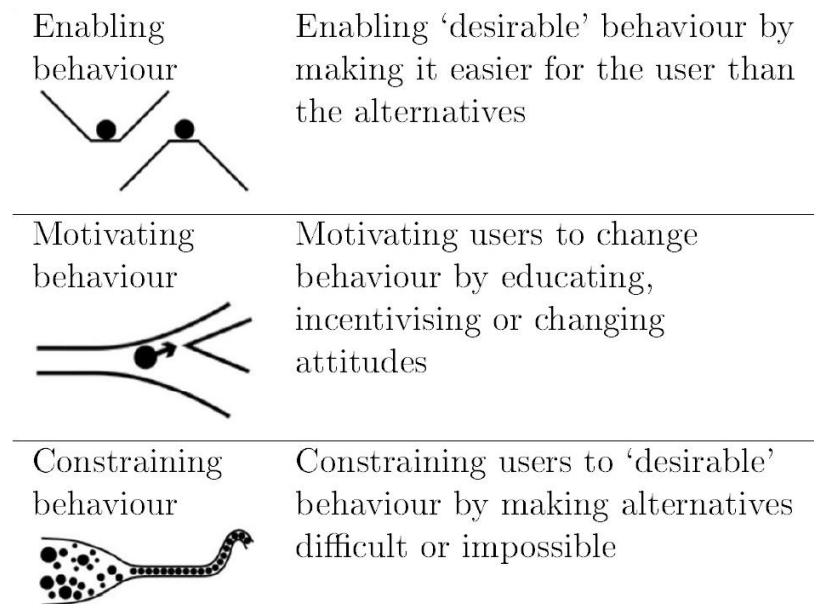 Enabling
behaviour
Enabling ‘desirable’ behaviour by
making it easier for the user than
the alternatives
Motivating
behaviour
Motivating users to change
behaviour by educating,
incentivising or changing
attitudes
Constraining
behaviour
Constraining users to ‘desirable’
behaviour by making alternatives
difficult or impossible